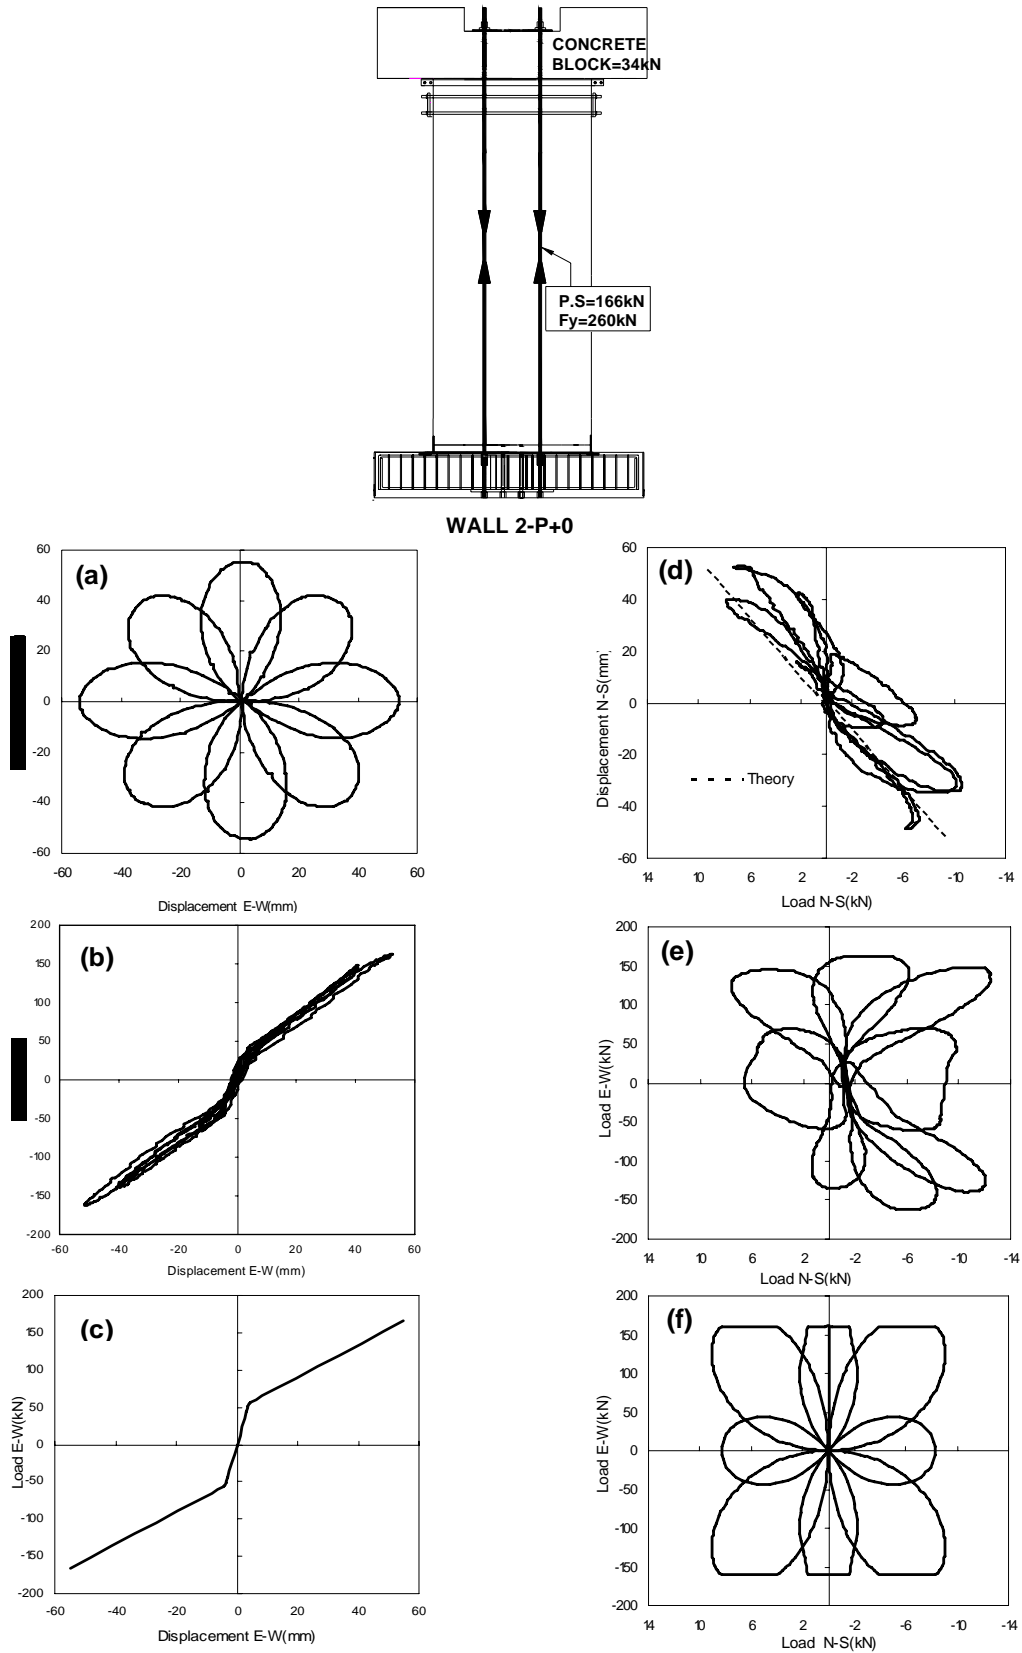 CONCRETE
BLOCK=34kN
P.S=166kN
Fy=260kN
WALL 2-P+0
(a)
60
40
20
0
-20
-40
-60
-60 -40 -20 0 20 40 60
Displacement E-W(mm)
(d)
60
40
20
0
-20
-40
-60
Displacement N-S(mm)
Theory
14 10 6 2 -2 -6 -10 -14
Load N-S(kN)
(b)
200
150
100
50
0
-50
-100
-150
-200
-60 -40 -20 0 20 40 60
Displacement E-W (mm)
(e)
200
150
100
50
0
-50
-100
-150
-200
Load E-W(kN)
14 10 6 2 -2 -6 -10 -14
Load N-S(kN)
(c)
200
150
100
50
0
-50
-100
-150
-200
Load E-W(kN)
-60 -40 -20 0 20 40 60
Displacement E-W(mm)
(f)
200
150
100
50
0
-50
-100
-150
-200
Load E-W(kN)
14 10 6 2 -2 -6 -10 -14
Load N-S(kN)